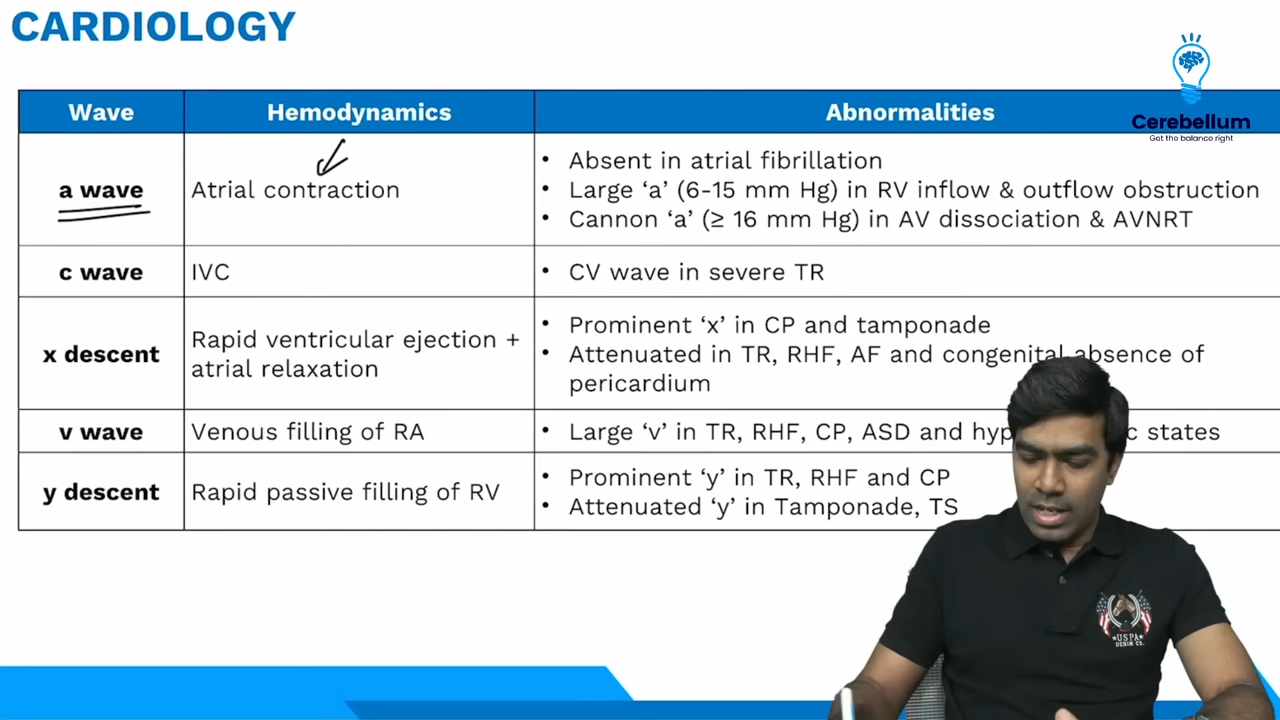 CARDIOLOGY
Cerebellum
Get the balance right
Wave Hemodynamics Abnormalities
a wave
Atrial contraction
• Absent in atrial fibrillation
• Large ‘a’ (6-15 mm Hg) in RV inflow & outflow obstruction
• Cannon ‘a’ (≥ 16 mm Hg) in AV dissociation & AVNRT
c wave
IVC
• CV wave in severe TR
x descent
Rapid ventricular ejection +
atrial relaxation
• Prominent ‘x’ in CP and tamponade
• Attenuated in TR, RHF, AF and congenital absence of
pericardium
v wave
Venous filling of RA
• Large ‘v’ in TR, RHF, CP, ASD and states
y descent
Rapid passive filling of RV
• Prominent ‘y’ in TR, RHF and CP
• Attenuated ‘y’ in Tamponade, TS
USPA
DENIM CO.